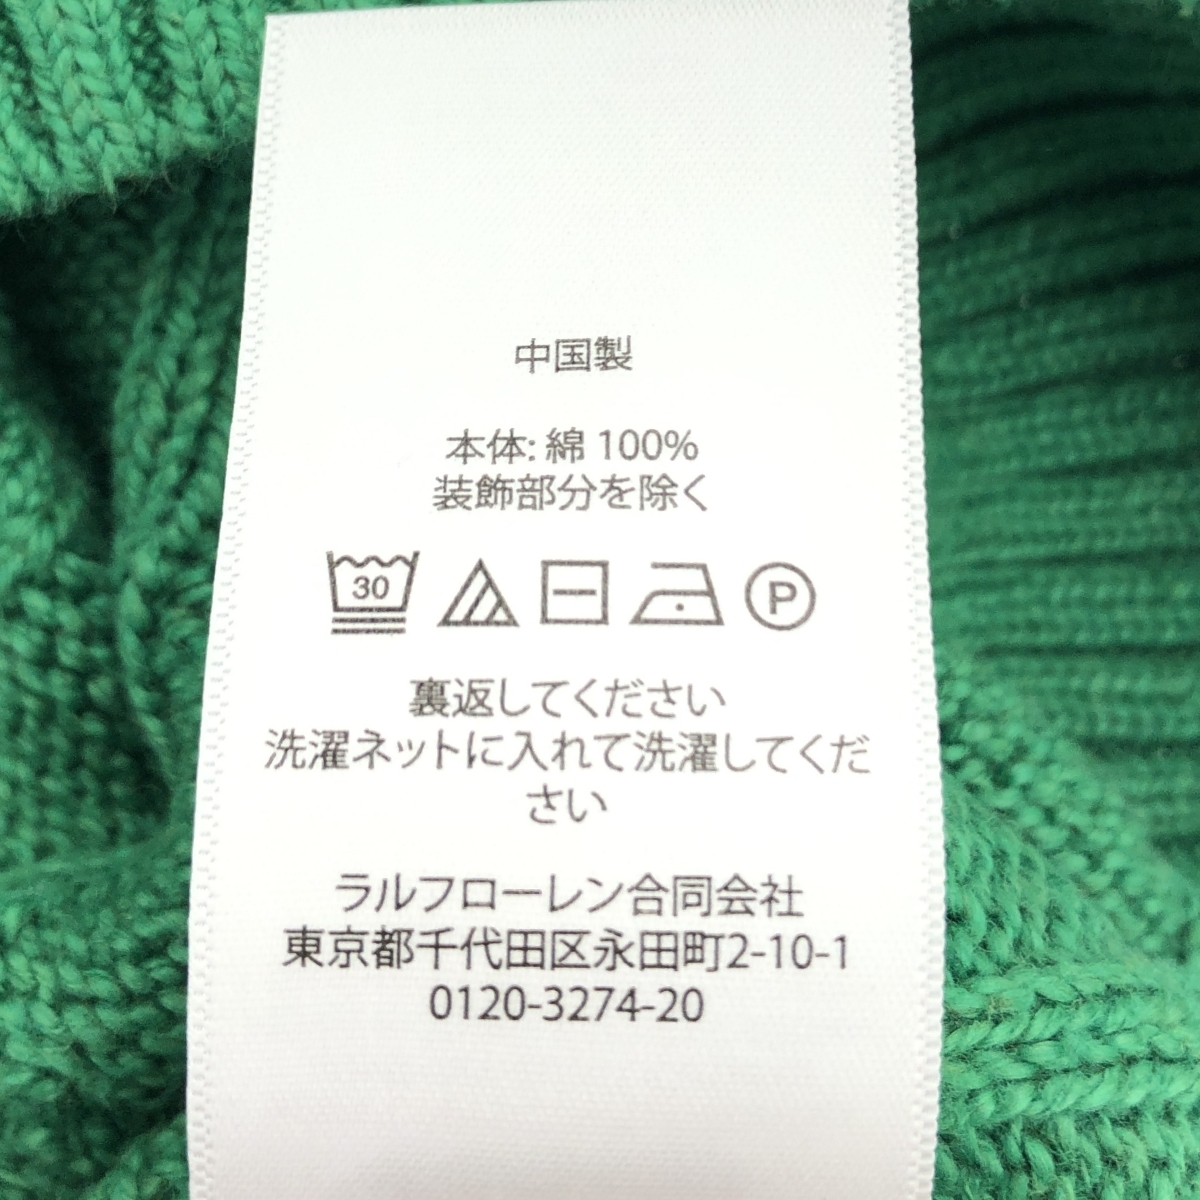 中国製
本体: 綿 100%
装飾部分を除く
30 P
裏返してください
洗濯ネットに入れて洗濯してくだ
さい
ラルフローレン合同会社
東京都千代田区永田町2-10-1
0120-3274-20